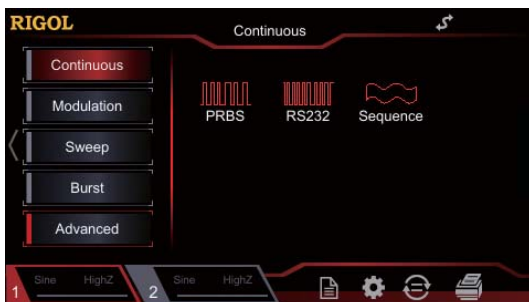 RIGOL
Continuous
Continuous
Modulation
Sweep
Burst
Advanced
PRBS RS232 Sequence
1 Sine HighZ 2 Sine HighZ